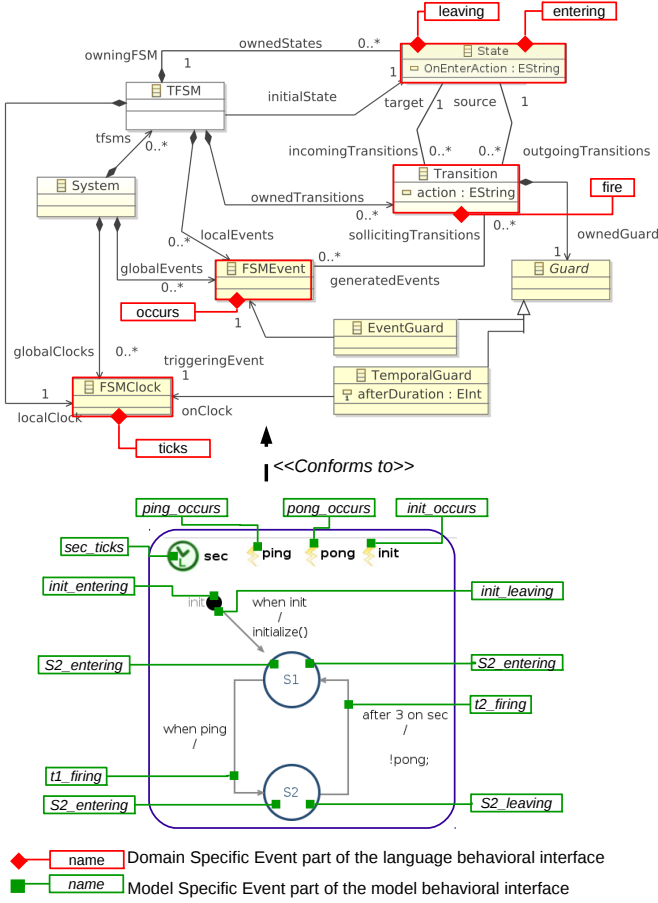 leaving
entering
ownedStates
0..*
State
owningFSM
1
OnEnterAction : EString
1
TFSM
initialState
target
1
source
1
tfsms
0..*
incomingTransitions
0..*
0..*
outgoingTransitions
System
Transition
action : EString
fire
ownedTransitions
0..*
0..*
localEvents
sollicitingTransitions
ownedGuard
0..*
0..*
globalEvents
FSMEvent
generatedEvents
1
Guard
0..*
occurs
1
EventGuard
globalClocks
0..*
triggeringEvent
1
TemporalGuard
FSMClock
afterDuration : EInt
1
localClock
onClock
ticks
<<Conforms to>>
ping_occurs
pong_occurs
init_occurs
sec_ticks
sec
ping
pong
init
init_entering
init
when init
/
initialize()
init_leaving
S2_entering
S1
S2_entering
t2_firing
after 3 on sec
/
!pong;
when ping
/
t1_firing
S2
S2_entering
S2_leaving
name
Domain Specific Event part of the language behavioral interface
name
Model Specific Event part of the model behavioral interface